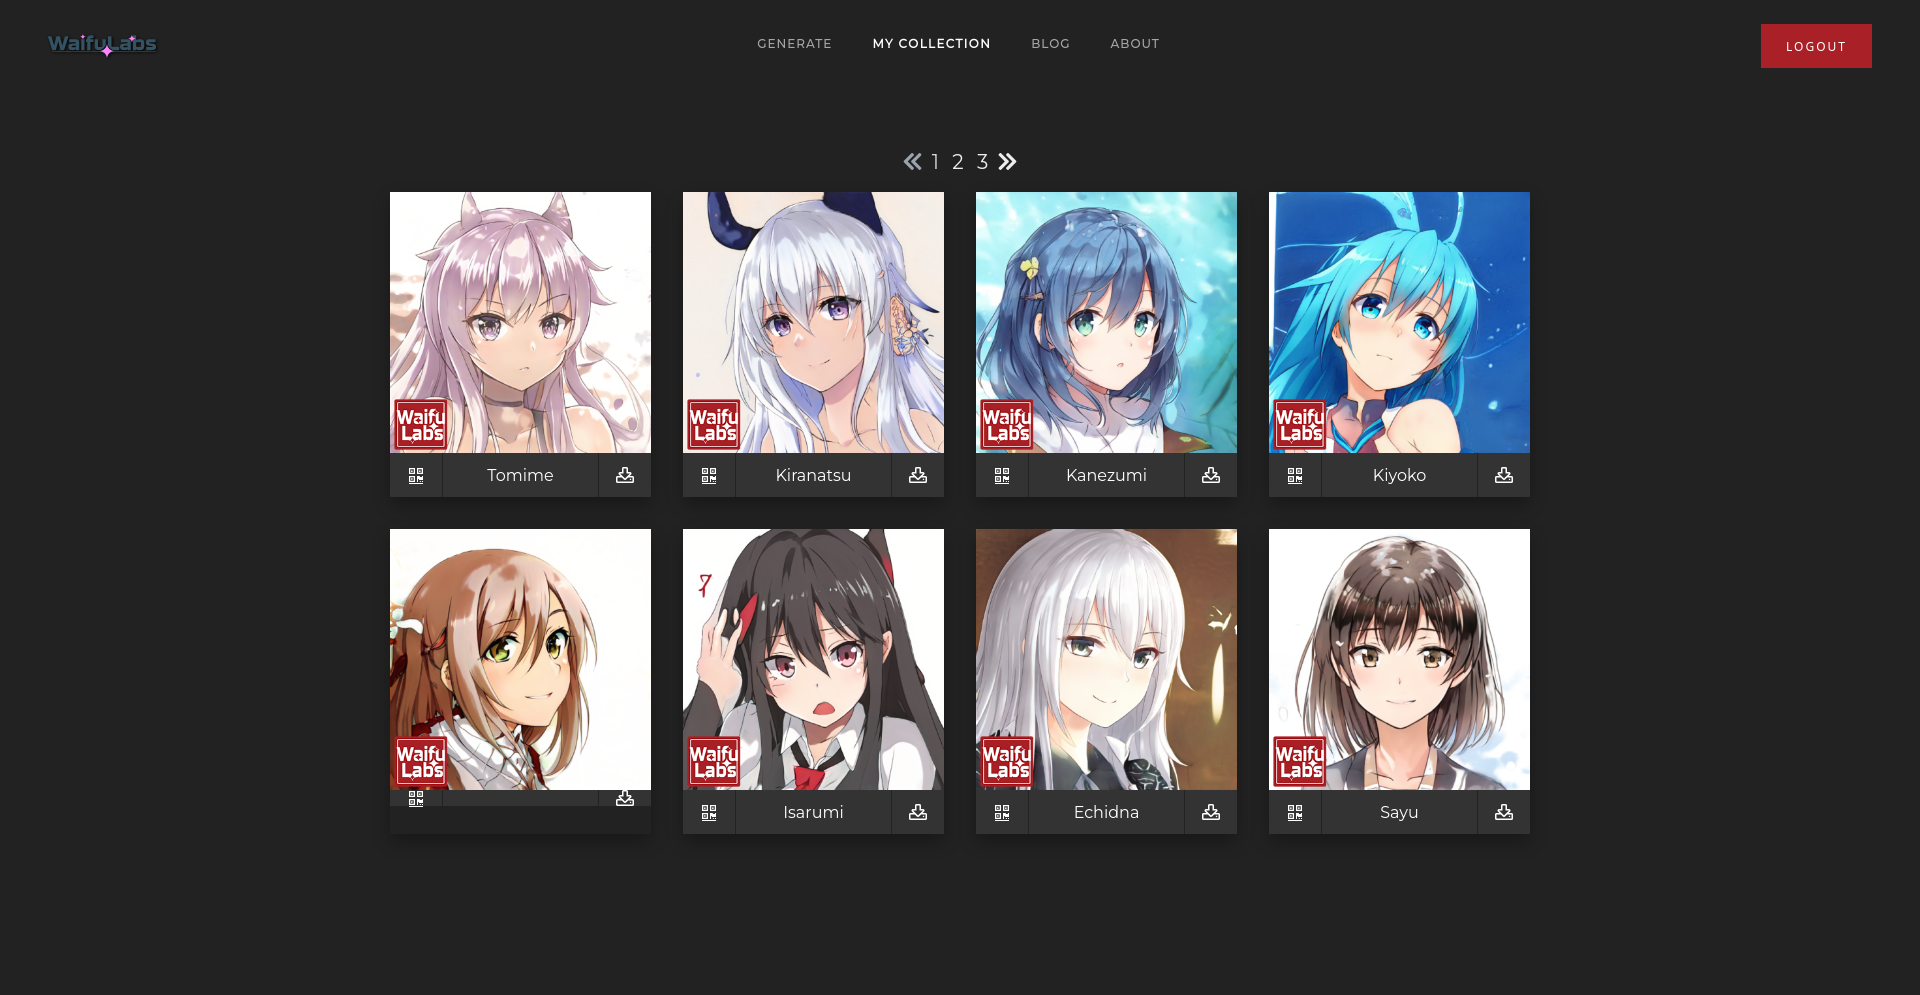 WaifuLabs
GENERATE
MY COLLECTION
BLOG
ABOUT
LOGOUT
1 2 3
Waifu
Labs
Waifu
Labs
Waifu
Labs
Waifu
Labs
Tomime
Kiranatsu
Kanezumi
Kiyoko
7
Waifu
Labs
Waifu
Labs
Waifu
Labs
Waifu
Labs
Isarumi
Echidna
Sayu